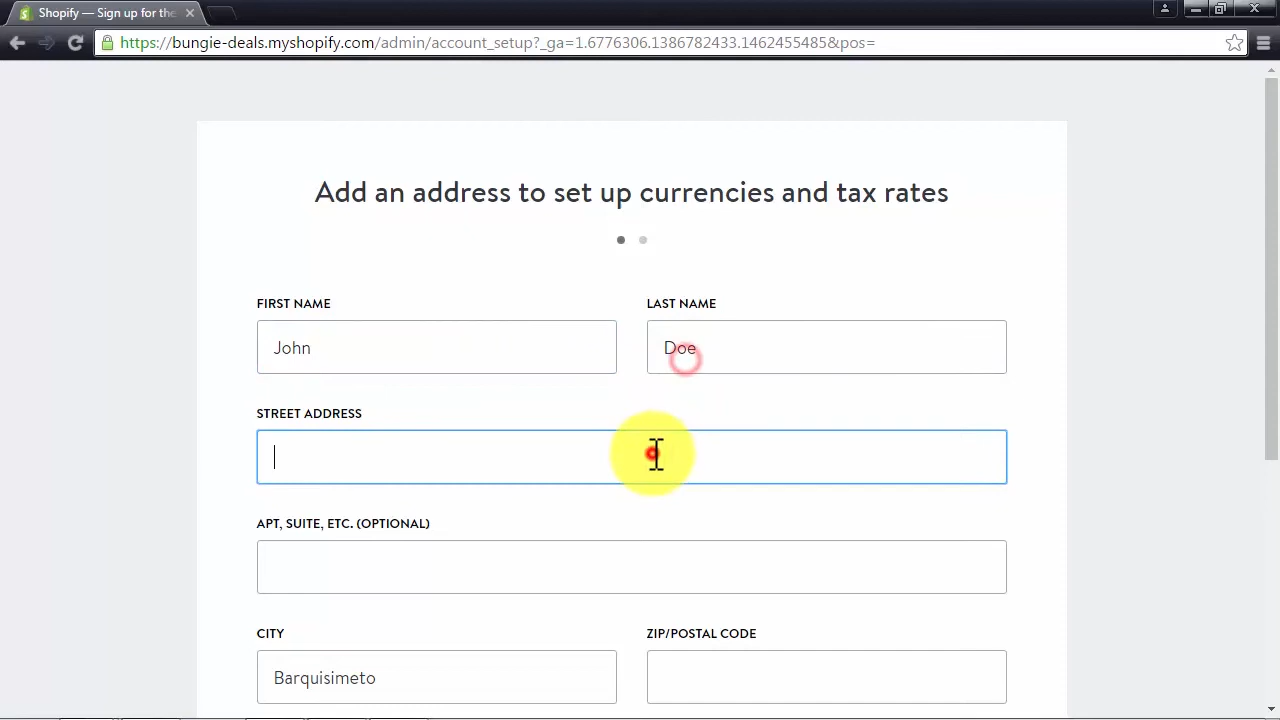 Shopify — Sign up for the
https://bungie-deals.myshopify.com/admin/account_setup?_ga=1.6776306.1386782433.1462455485&pos=
Add an address to set up currencies and tax rates
FIRST NAME LAST NAME
John Doe
STREET ADDRESS
APT, SUITE, ETC. (OPTIONAL)
CITY ZIP/POSTAL CODE
Barquisimeto